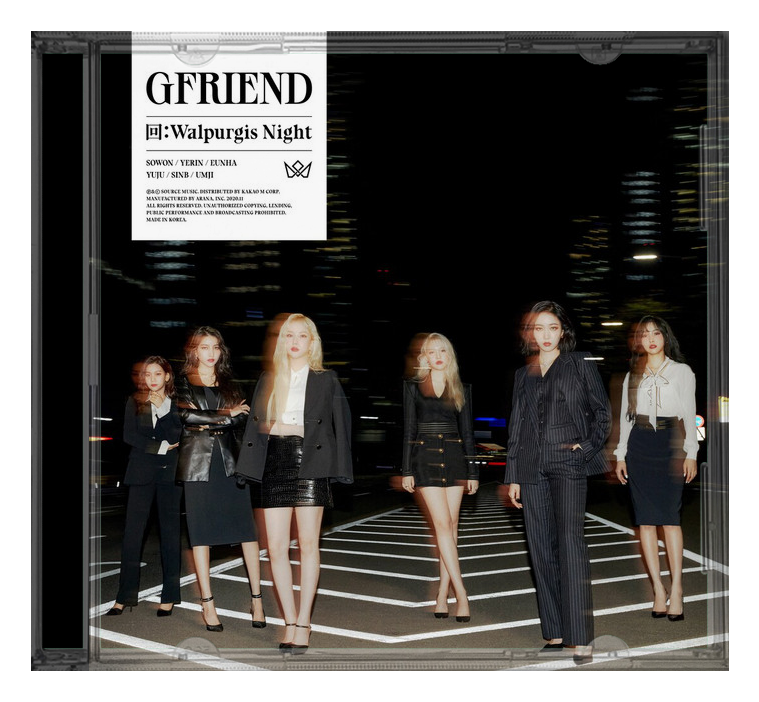 GFRIEND
回:Walpurgis Night
SOWON / YERIN / EUNHA
YUJU / SINB / UMJI
Ⓟ&Ⓒ SOURCE MUSIC. DISTRIBUTED BY KAKAO M CORP.
MANUFACTURED BY ARANA, INC. 2020.11
ALL RIGHTS RESERVED. UNAUTHORIZED COPYING, LENDING,
PUBLIC PERFORMANCE AND BROADCASTING PROHIBITED.
MADE IN KOREA.